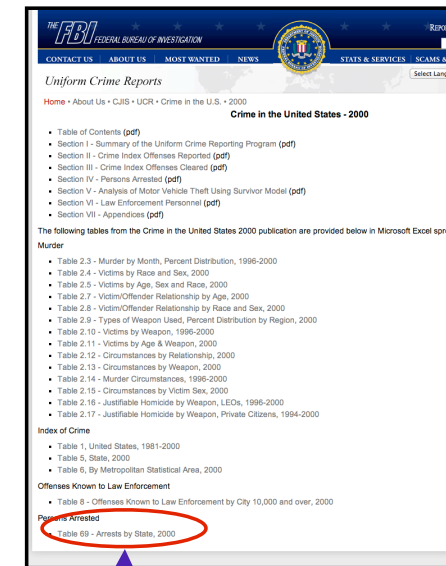 THE FBI FEDERAL BUREAU OF INVESTIGATION
REPO
CONTACT US ABOUT US MOST WANTED NEWS STATS & SERVICES SCAMS &
Select Lang
Uniform Crime Reports
Home • About Us • CJIS • UCR • Crime in the U.S. • 2000
Crime in the United States - 2000
Table of Contents (pdf)
Section I - Summary of the Uniform Crime Reporting Program (pdf)
Section II - Crime Index Offenses Reported (pdf)
Section III - Crime Index Offenses Cleared (pdf)
Section IV - Persons Arrested (pdf)
Section V - Analysis of Motor Vehicle Theft Using Survivor Model (pdf)
Section VI - Law Enforcement Personnel (pdf)
Section VII - Appendices (pdf)
The following tables from the Crime in the United States 2000 publication are provided below in Microsoft Excel spre
Murder
Table 2.3 - Murder by Month, Percent Distribution, 1996-2000
Table 2.4 - Victims by Race and Sex, 2000
Table 2.5 - Victims by Age, Sex and Race, 2000
Table 2.7 - Victim/Offender Relationship by Age, 2000
Table 2.8 - Victim/Offender Relationship by Race and Sex, 2000
Table 2.9 - Types of Weapon Used, Percent Distribution by Region, 2000
Table 2.10 - Victims by Weapon, 1996-2000
Table 2.11 - Victims by Age & Weapon, 2000
Table 2.12 - Circumstances by Relationship, 2000
Table 2.13 - Circumstances by Weapon, 2000
Table 2.14 - Murder Circumstances, 1996-2000
Table 2.15 - Circumstances by Victim Sex, 2000
Table 2.16 - Justifiable Homicide by Weapon, LEOs, 1996-2000
Table 2.17 - Justifiable Homicide by Weapon, Private Citizens, 1994-2000
Index of Crime
Table 1, United States, 1981-2000
Table 5, State, 2000
Table 6, By Metropolitan Statistical Area, 2000
Offenses Known to Law Enforcement
Table 8 - Offenses Known to Law Enforcement by City 10,000 and over, 2000
Persons Arrested
Table 69 - Arrests by State, 2000